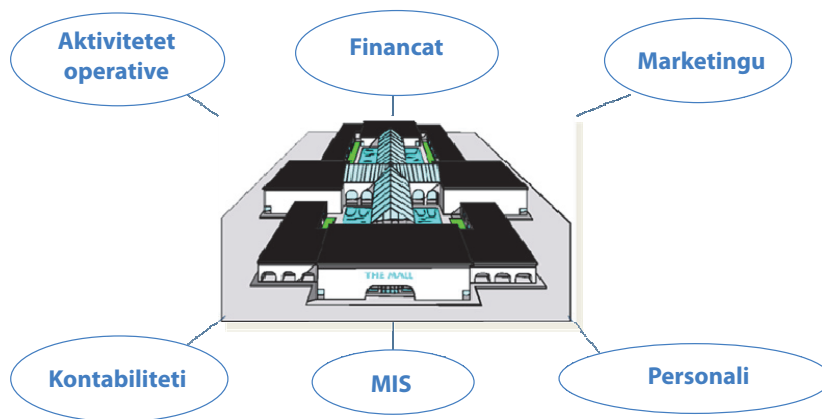 Aktivitetet
operative
Financat
Marketingu
THE MALL
Kontabiliteti
MIS
Personali